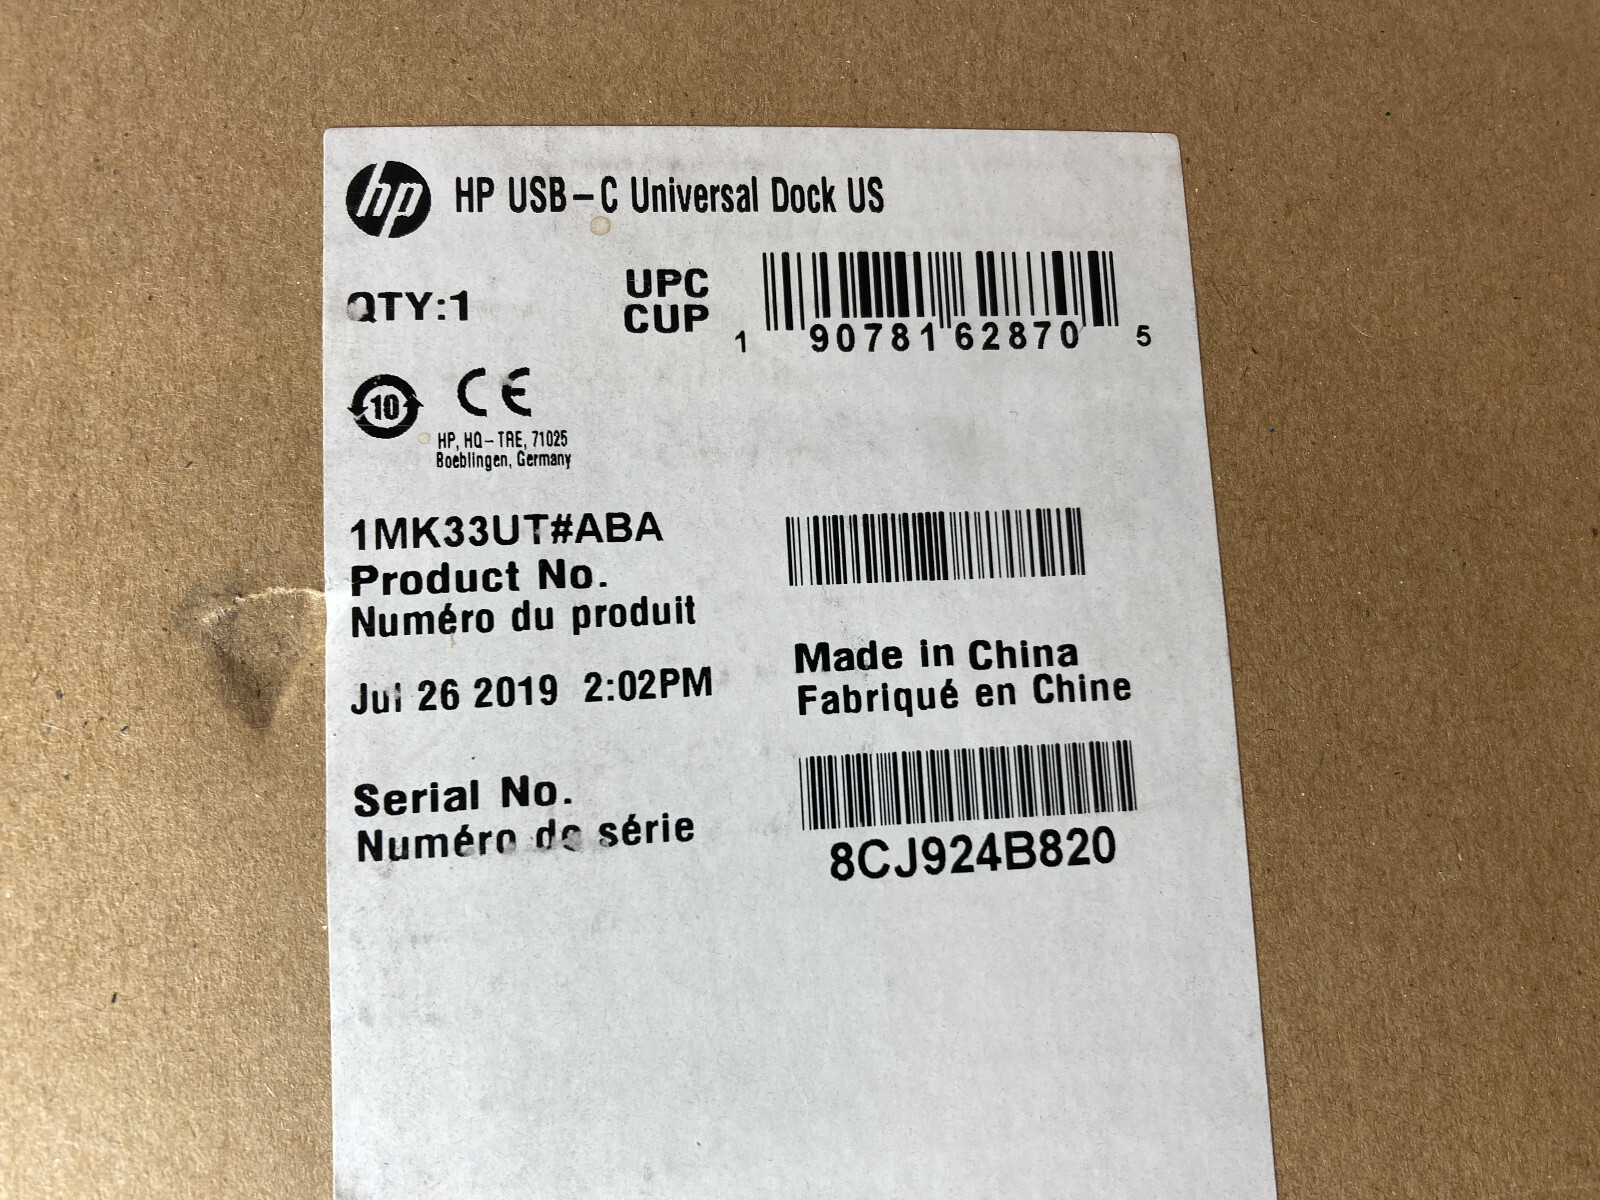 hp HP USB-C Universal Dock US
QTY:1
UPC
CUP
1 90781 62870 5
10 CE
HP, HQ-TRE, 71025
Boeblingen, Germany
1MK33UT#ABA
Product No.
Numéro du produit
Made in China
Fabriqué en Chine
Jul 26 2019 2:02PM
Serial No.
Numéro de série
8CJ924B820